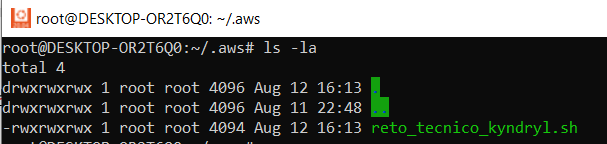 root@DESKTOP-OR2T6Q0: ~/.aws
root@DESKTOP-OR2T6Q0:~/.aws# ls -la
total 4
drwxrwxrwx 1 root root 4096 Aug 12 16:13 .
drwxrwxrwx 1 root root 4096 Aug 11 22:48 ..
-rwxrwxrwx 1 root root 4094 Aug 12 16:13 reto_tecnico_kyndryl.sh